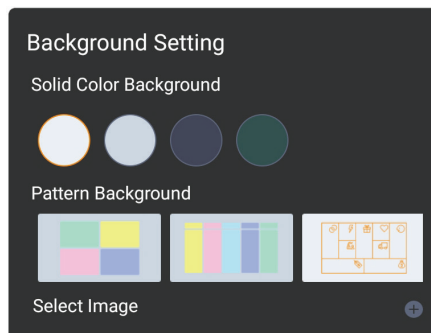 Background Setting
Solid Color Background
Pattern Background
Select Image